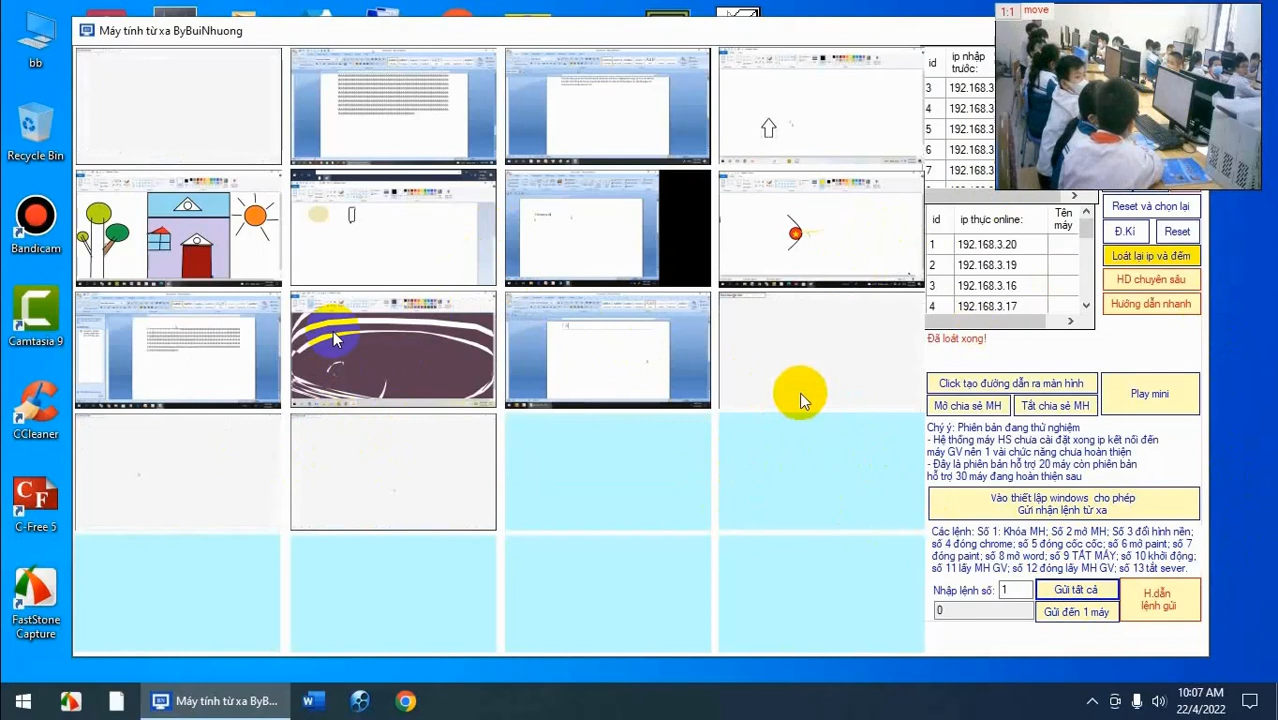 bb
Recycle Bin
Bandicam
Camtasia 9
CCleaner
C-Free 5
FastStone
Capture
Máy tính từ xa ByBuiNhuong
1:1 move
id
ip nhập
trước:
3 192.168.3
4 192.168.3
5 192.168.3
6 192.168.3
7 192.168.3
id ip thực online: Tên
máy
1 192.168.3.20
2 192.168.3.19
3 192.168.3.16
4 192.168.3.17
Đã loát xong!
Reset và chọn lại
Đ.Kí
Reset
Loát lại ip và đếm
HD chuyên sâu
Hướng dẫn nhanh
Click tạo đường dẫn ra màn hình
Mở chia sẻ MH
Tắt chia sẻ MH
Play mini
Chý ý: Phiên bản đang thử nghiệm
- Hệ thống máy HS chưa cài đặt xong ip kết nối đến
máy GV nên 1 vài chức năng chưa hoàn thiện
- Đây là phiên bản hỗ trợ 20 máy còn phiên bản
hỗ trợ 30 máy đang hoàn thiện sau
Vào thiết lập windows cho phép
Gửi nhận lệnh từ xa
Các lệnh: Số 1: Khóa MH; Số 2 mở MH; Số 3 đổi hình nền;
số 4 đóng chrome; số 5 đóng cốc cốc; số 6 mở paint; số 7
đóng paint; số 8 mở word; số 9 TẮT MÁY; số 10 khởi động;
số 11 lấy MH GV; số 12 đóng lấy MH GV; số 13 tắt sever.
Nhập lệnh số: 1
Gửi tất cả
0
Gửi đến 1 máy
H.dẫn
lệnh gửi
Máy tính từ xa ByB...
10:07 AM
22/4/2022